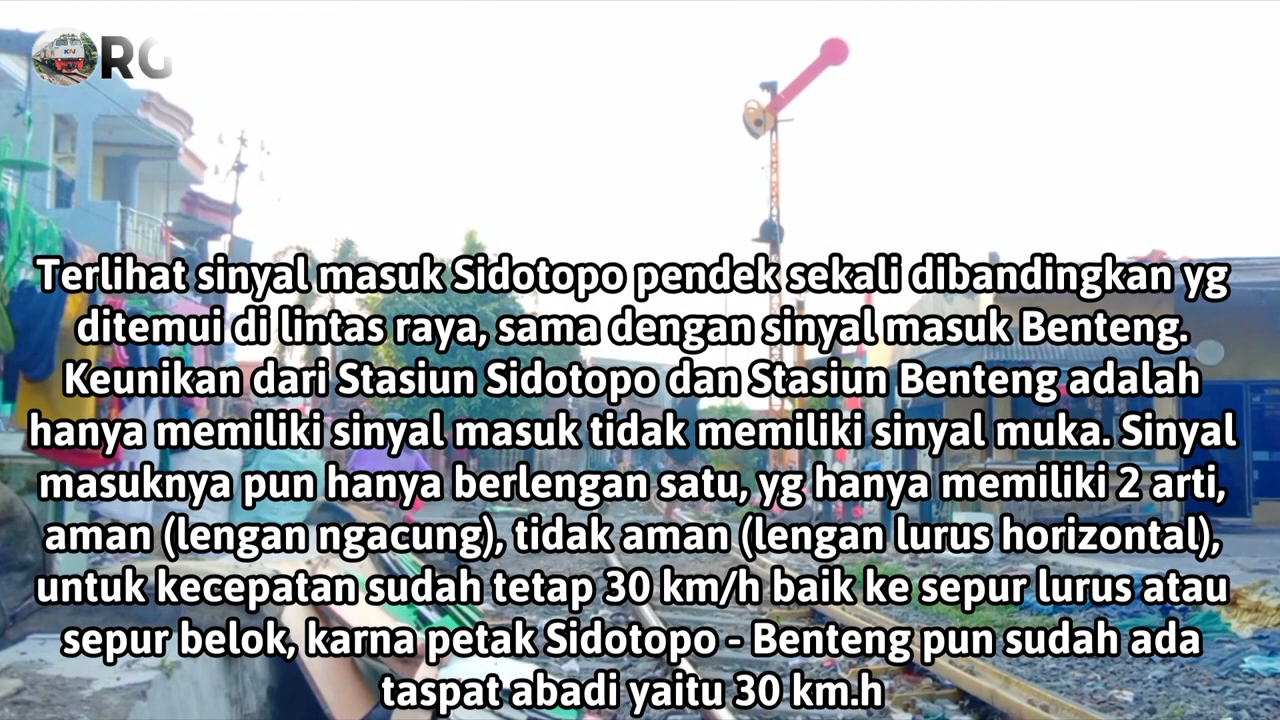 RG
Terlihat sinyal masuk Sidotopo pendek sekali dibandingkan yg
ditemui di lintas raya, sama dengan sinyal masuk Benteng.
Keunikan dari Stasiun Sidotopo dan Stasiun Benteng adalah
hanya memiliki sinyal masuk tidak memiliki sinyal muka. Sinyal
masuknya pun hanya berlengan satu, yg hanya memiliki 2 arti,
aman (lengan ngacung), tidak aman (lengan lurus horizontal),
untuk kecepatan sudah tetap 30 km/h baik ke sepur lurus atau
sepur belok, karna petak Sidotopo - Benteng pun sudah ada
taspat abadi yaitu 30 km.h